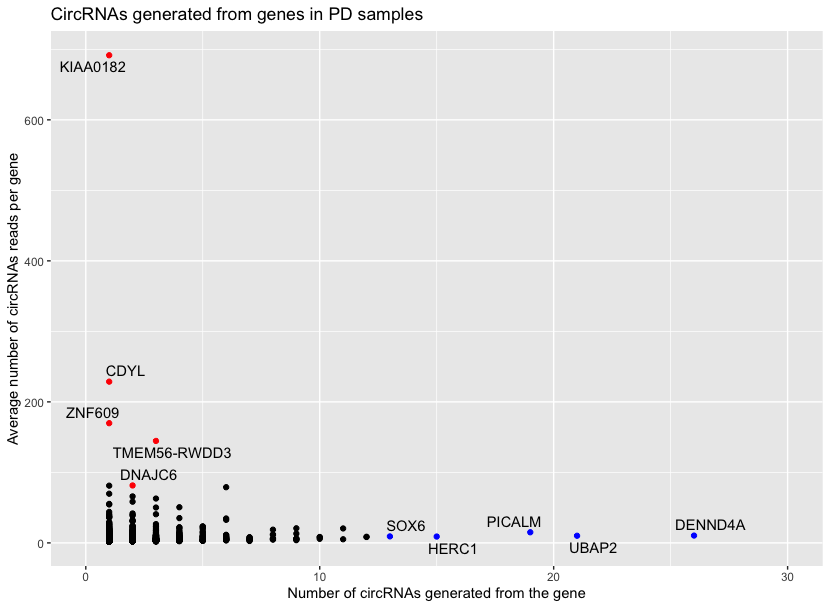 CircRNAs generated from genes in PD samples
KIAA0182
600
Average number of circRNAs reads per gene
400
CDYL
ZNF609
200
TMEM56-RWDD3
DNAJC6
SOX6
PICALM
DENND4A
HERC1
UBAP2
0
0 10 20 30
Number of circRNAs generated from the gene